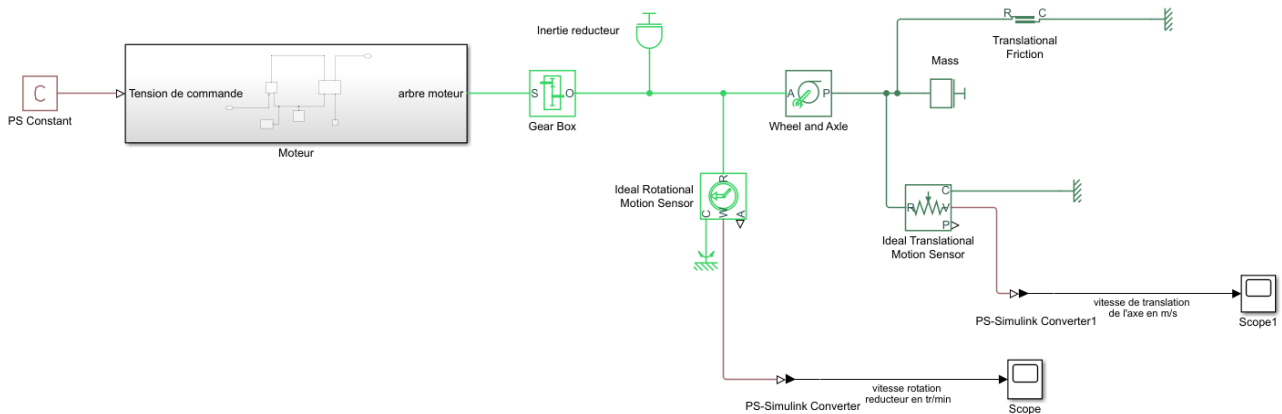 R C
Translational
Friction
Inertie reducteur
Mass
C
PS Constant
Tension de commande
arbre moteur
Moteur
S O
Gear Box
A P
Wheel and Axle
Ideal Rotational
Motion Sensor
R
C W A
C
R V
P
Ideal Translational
Motion Sensor
PS-Simulink Converter1
vitesse de translation
de l'axe en m/s
Scope1
PS-Simulink Converter
vitesse rotation
reducteur en tr/min
Scope